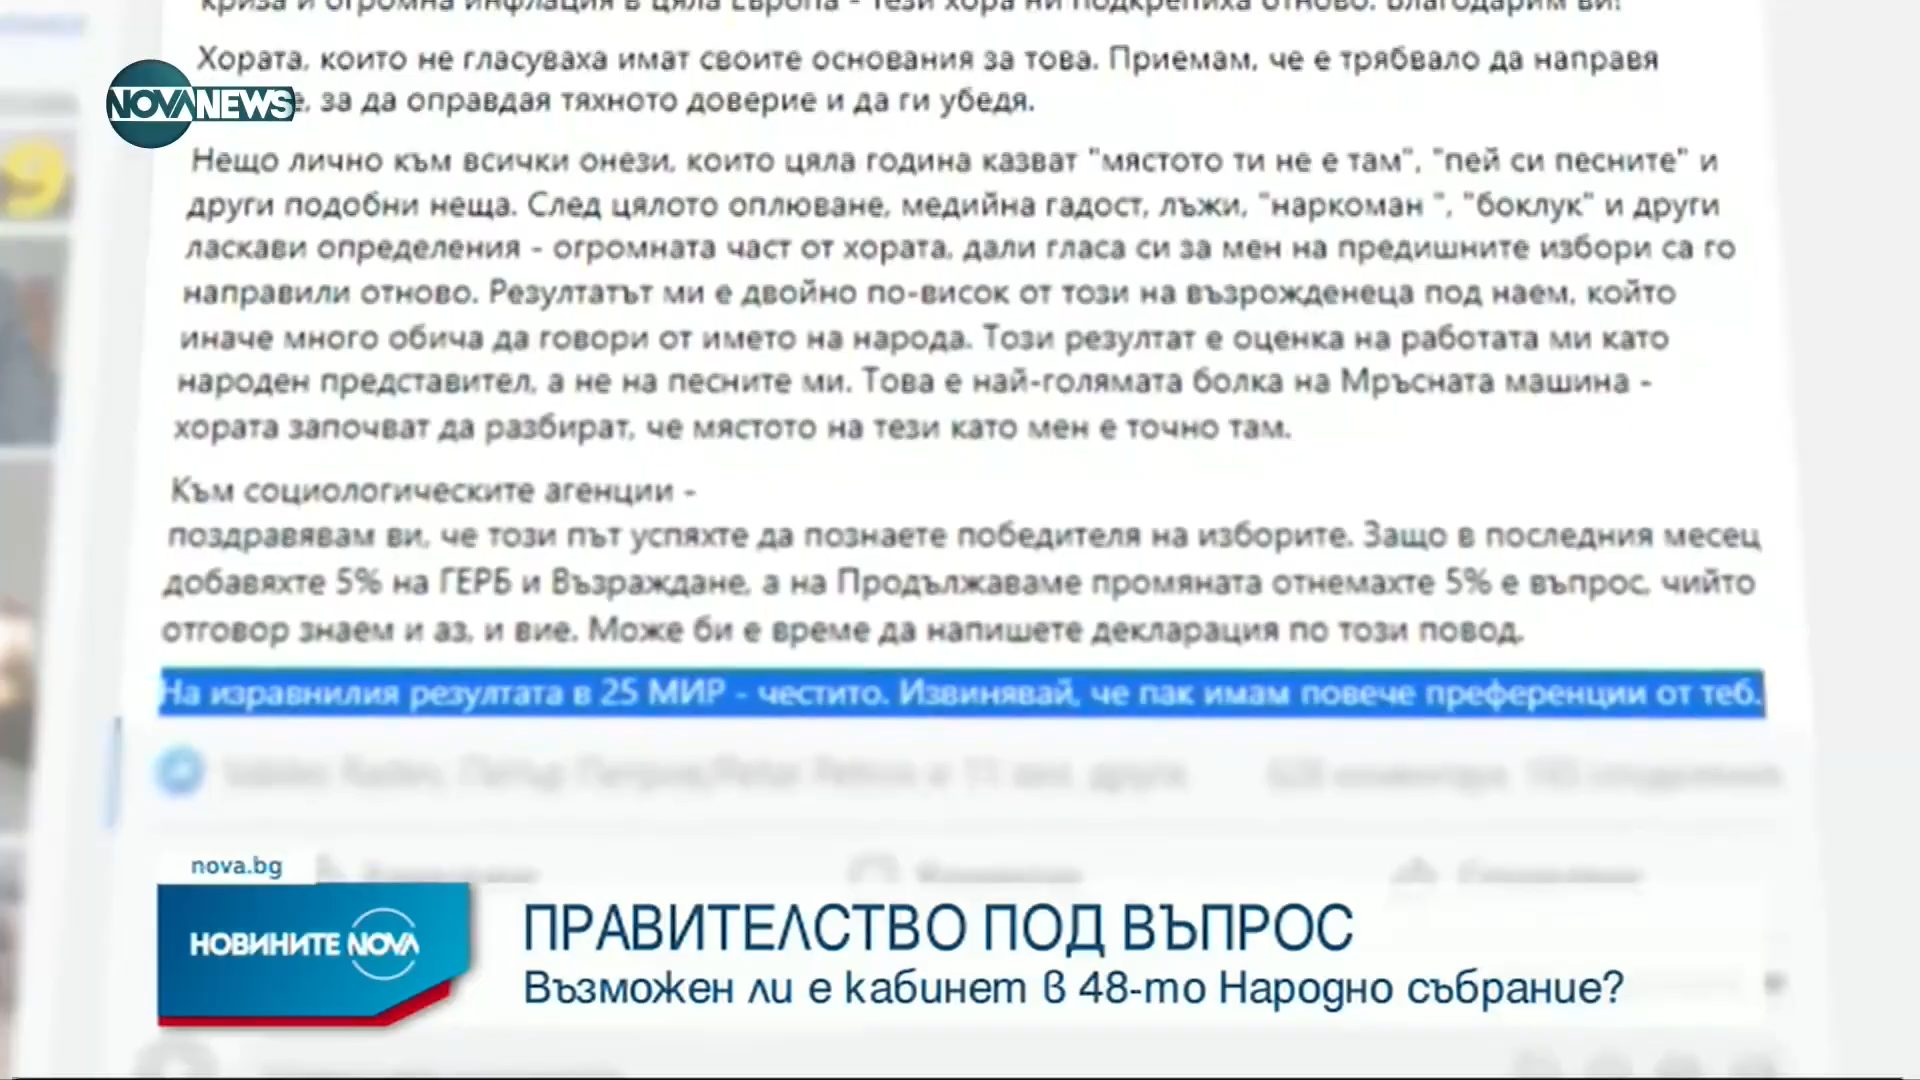 криза и огромна инфлация в цяла Европа - тези хора ни подкрепиха отново. Благодарим ви!
Хората, които не гласуваха имат своите основания за това. Приемам, че е трябвало да направя
е, за да оправдая тяхното доверие и да ги убедя.
NOVANEWS
Нещо лично към всички онези, които цяла година казват "мястото ти не е там", "пей си песните" и
други подобни неща. След цялото оплюване, медийна гадост, лъжи, "наркоман ", "боклук" и други
ласкави определения - огромната част от хората, дали гласа си за мен на предишните избори са го
направили отново. Резултатът ми е двойно по-висок от този на възрожденеца под наем, който
иначе много обича да говори от името на народа. Този резултат е оценка на работата ми като
народен представител, а не на песните ми. Това е най-голямата болка на Мръсната машина -
хората започват да разбират, че мястото на тези като мен е точно там.
Към социологическите агенции -
поздравявам ви, че този път успяхте да познаете победителя на изборите. Защо в последния месец
добавяхте 5% на ГЕРБ и Възраждане, а на Продължаваме промяната отнемахте 5% е въпрос, чийто
отговор знаем и аз, и вие. Може би е време да напишете декларация по този повод.
На изравнилия резултата в 25 МИР - честито. Извинявай, че пак имам повече преференции от теб.
nova.bg
НОВИНИТЕ NOVA
ПРАВИТЕЛСТВО ПОД ВЪПРОС
Възможен ли е кабинет в 48-то Народно събрание?